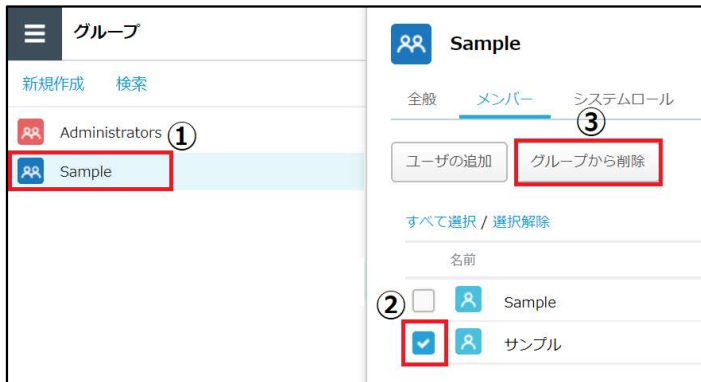 グループ
新規作成 検索
Administrators ①
Sample
Sample
全般 メンバー システムロール
③
ユーザの追加 グループから削除
すべて選択 / 選択解除
名前
② Sample
サンプル